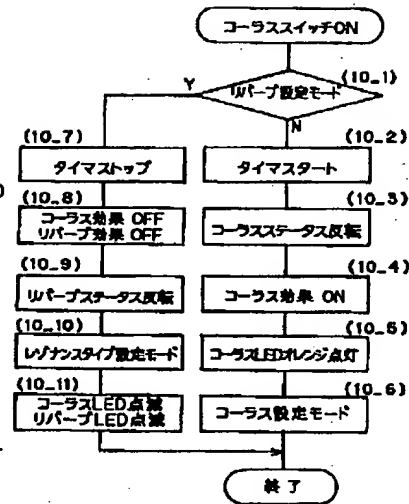 コーラススイッチON
(10_1)
リバーブ設定モード
Y
N
(10_7)
タイマストップ
(10_2)
タイマスタート
(10_8)
コーラス効果 OFF
リバーブ効果 OFF
(10_3)
コーラスステータス反転
(10_9)
リバーブステータス反転
(10_4)
コーラス効果 ON
(10_10)
レゾナンスタイプ設定モード
(10_5)
コーラスLEDオレンジ点灯
(10_11)
コーラスLED点滅
リバーブLED点滅
(10_6)
コーラス設定モード
終了